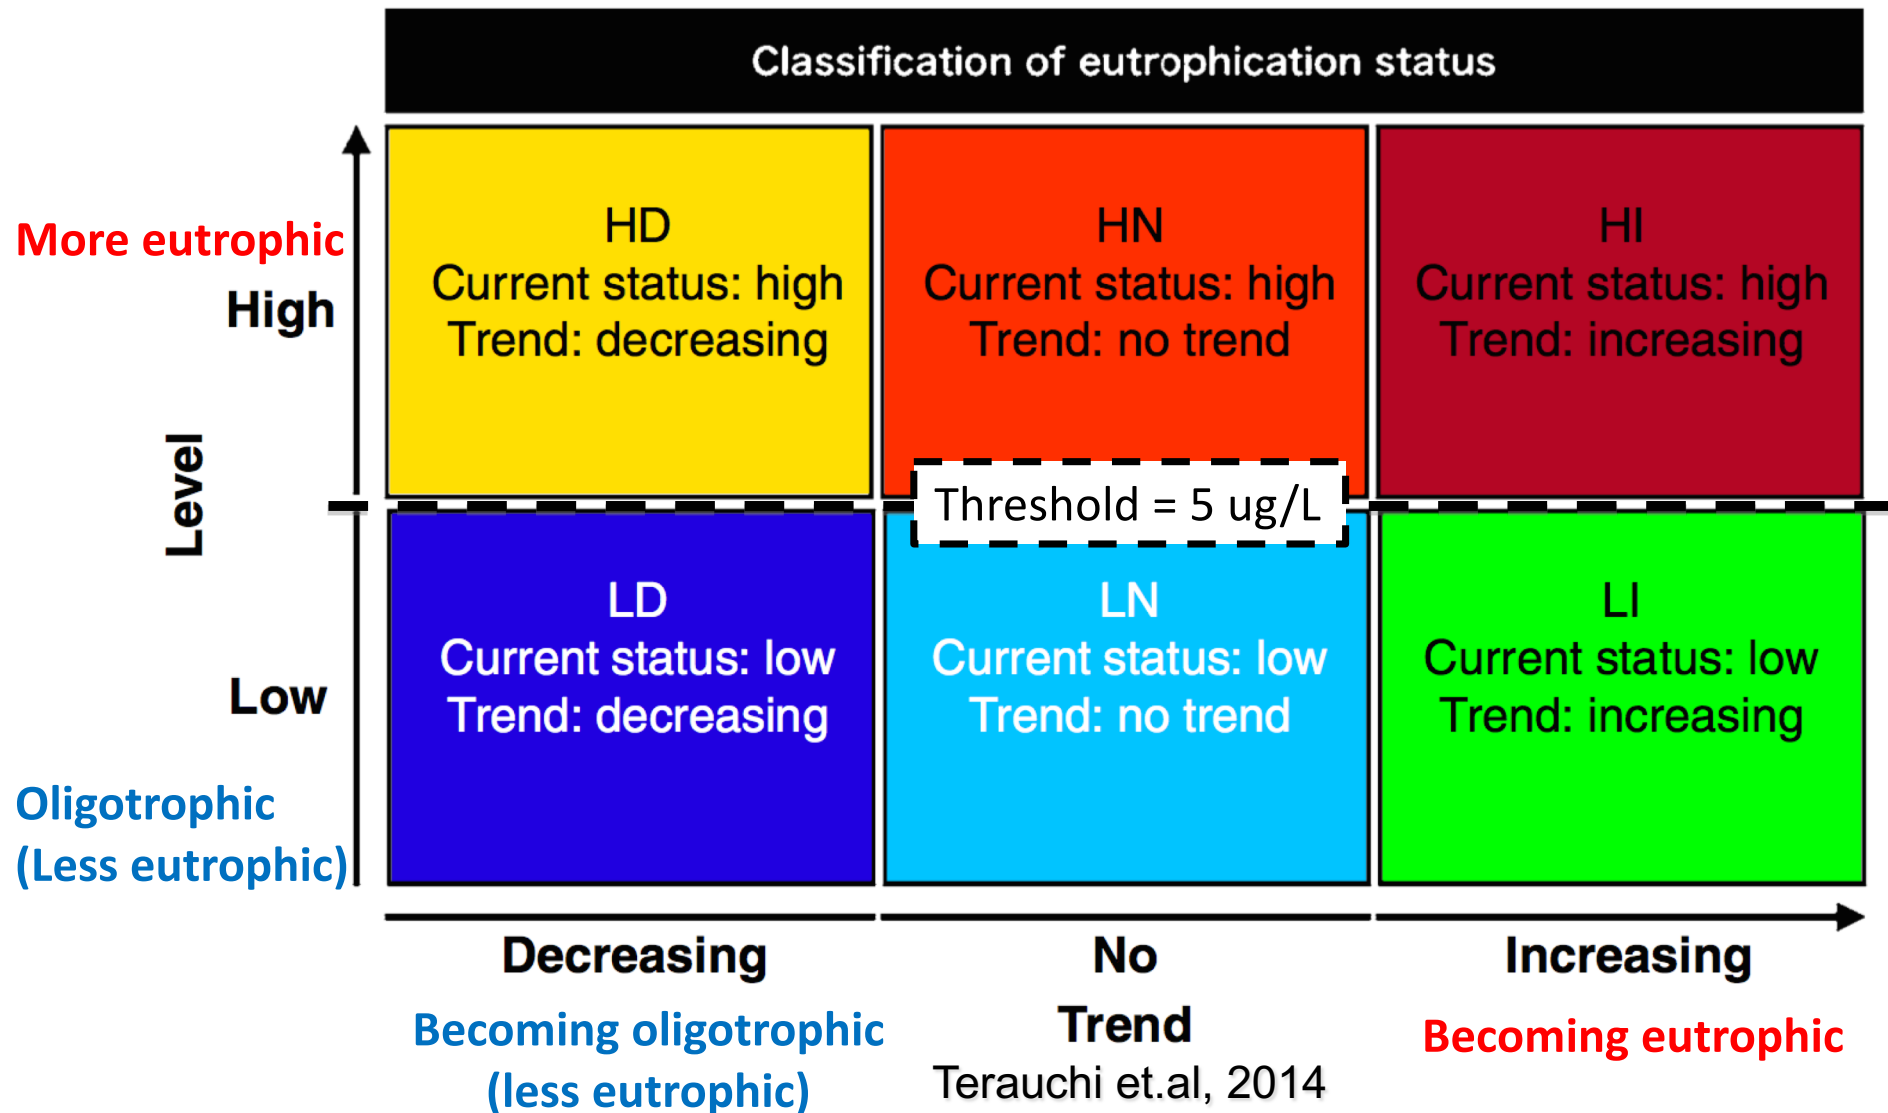 Classification of eutrophication status
More eutrophic
High
Level
Low
Oligotrophic
(Less eutrophic)
HD
Current status: high
Trend: decreasing
HN
Current status: high
Trend: no trend
HI
Current status: high
Trend: increasing
Threshold = 5 ug/L
LD
Current status: low
Trend: decreasing
LN
Current status: low
Trend: no trend
LI
Current status: low
Trend: increasing
Decreasing
Becoming oligotrophic
(less eutrophic)
No
Trend
Increasing
Becoming eutrophic
Terauchi et.al, 2014